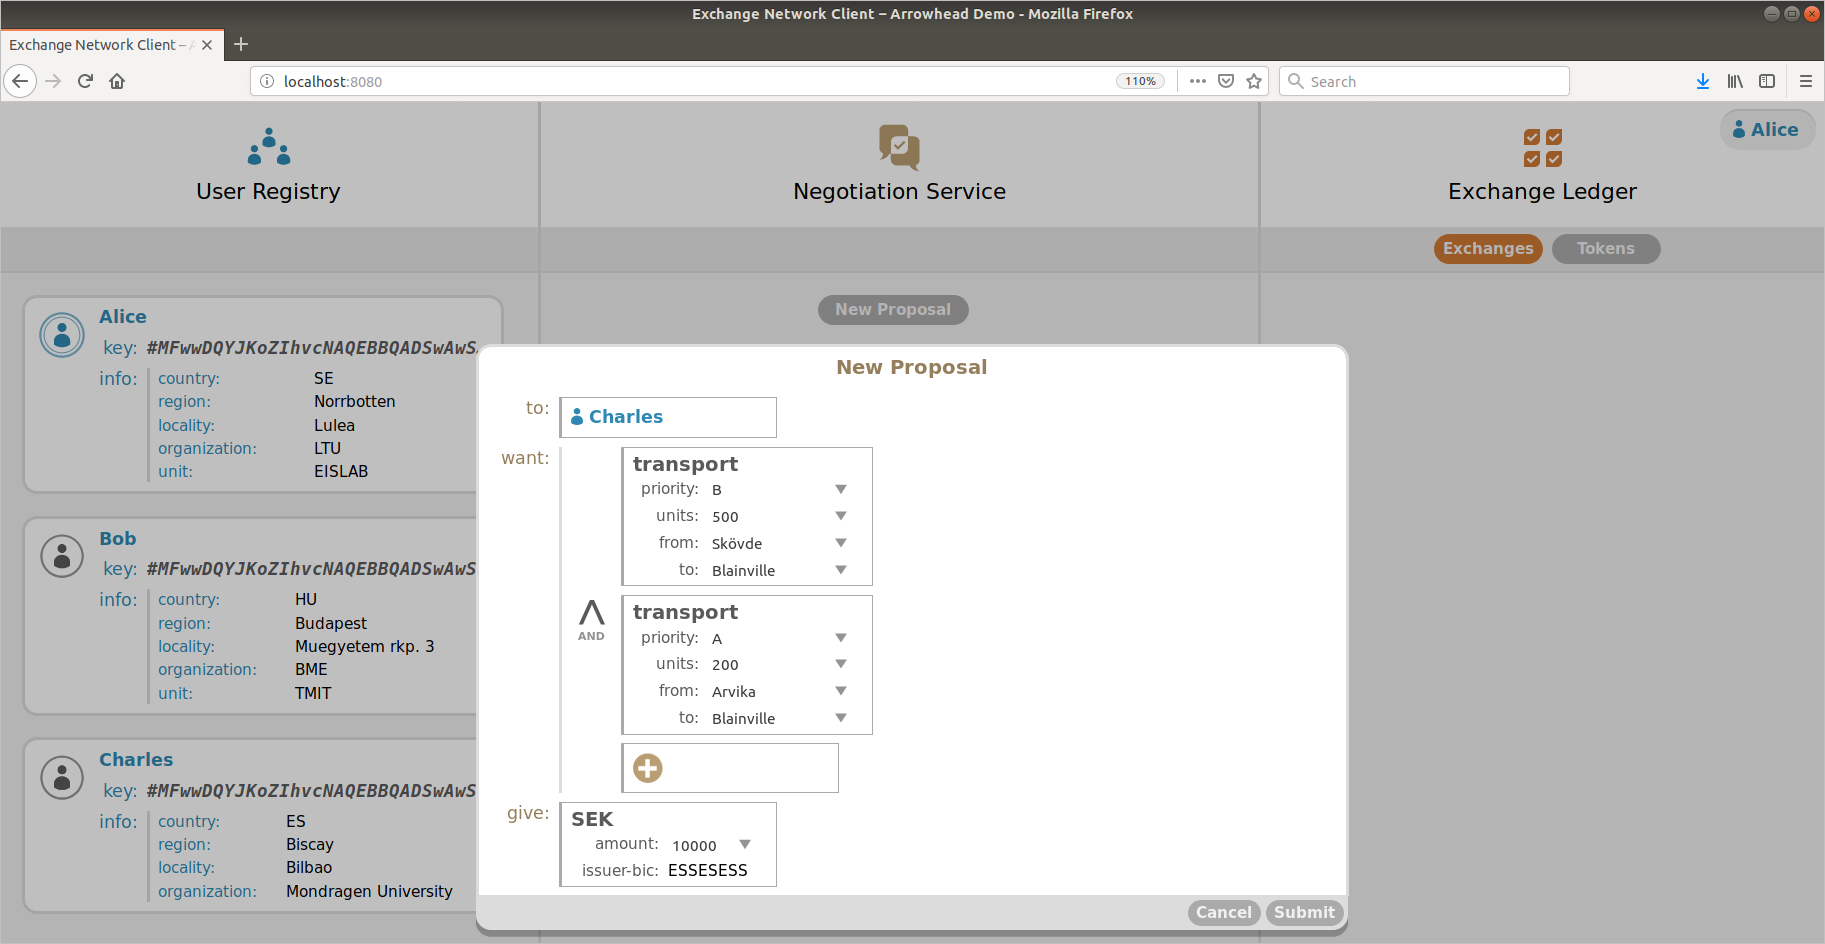 Exchange Network Client – Arrowhead Demo - Mozilla Firefox
Exchange Network Client –
localhost:8080
110%
Search
Alice
User Registry
Negotiation Service
Exchange Ledger
Exchanges
Tokens
New Proposal
Alice
key: #MFwwDQYJKoZIhvcNAQEBBQADSwAwS
info:
country: SE
region: Norrbotten
locality: Lulea
organization: LTU
unit: EISLAB
Bob
key: #MFwwDQYJKoZIhvcNAQEBBQADSwAwS
info:
country: HU
region: Budapest
locality: Muegyetem rkp. 3
organization: BME
unit: TMIT
Charles
key: #MFwwDQYJKoZIhvcNAQEBBQADSwAwS
info:
country: ES
region: Biscay
locality: Bilbao
organization: Mondragen University
New Proposal
to: Charles
want:
transport
priority: B
units: 500
from: Skövde
to: Blainville
AND
transport
priority: A
units: 200
from: Arvika
to: Blainville
give:
SEK
amount: 10000
issuer-bic: ESSESESS
Cancel
Submit